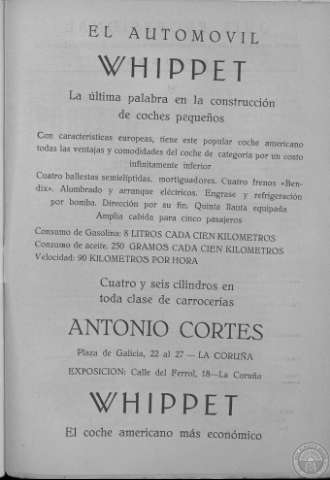 EL AUTOMOVIL
WHIPPET
La última palabra en la construcción
de coches pequeños
Con características europeas, tiene este popular coche americano
todas las ventajas y comodidades del coche de categoría por un costo
infinitamente inferior
Cuatro ballestas semielípticas, mortiguadores. Cuatro frenos «Ben-
dix». Alumbrado y arranque eléctricos. Engrase y refrigeración
por bomba. Dirección por su fin. Quinta llanta equipada
Amplia cabida para cinco pasajeros
Consumo de Gasolina: 8 LITROS CADA CIEN KILOMETROS
Consumo de aceite. 250 GRAMOS CADA CIEN KILOMETROS
Velocidad: 90 KILOMETROS POR HORA
Cuatro y seis cilindros en
toda clase de carrocerías
ANTONIO CORTES
Plaza de Galicia, 22 al 27 — LA CORUÑA
EXPOSICION: Calle del Ferrol, 18—La Coruña
WHIPPET
El coche americano más económico